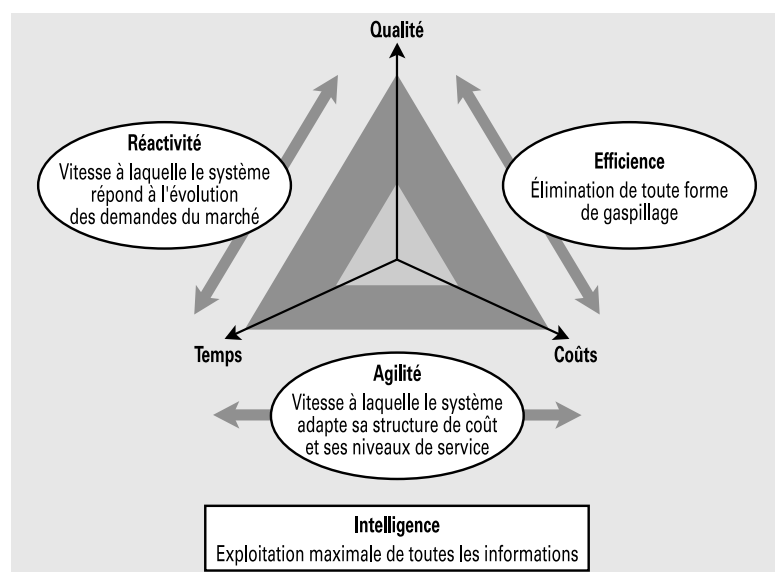 Qualité
Réactivité
Vitesse à laquelle le système
répond à l'évolution
des demandes du marché
Efficience
Élimination de toute forme
de gaspillage
Temps
Coûts
Agilité
Vitesse à laquelle le système
adapte sa structure de coût
et ses niveaux de service
Intelligence
Exploitation maximale de toutes les informations